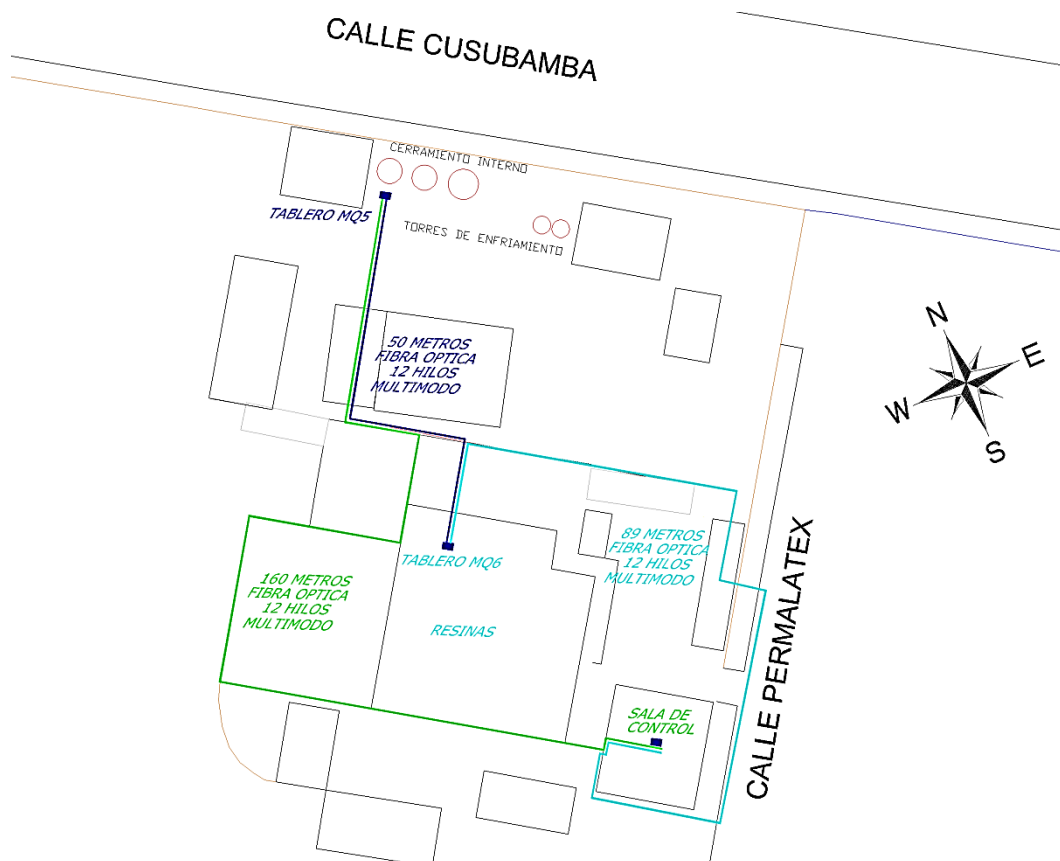 CALLE CUSUBAMBA
CERRAMIENTO INTERNO
TABLERO MQ5
TORRES DE ENFRIAMIENTO
N
E
W
S
50 METROS
FIBRA OPTICA
12 HILOS
MULTIMODO
89 METROS
FIBRA OPTICA
12 HILOS
MULTIMODO
TABLERO MQ6
160 METROS
FIBRA OPTICA
12 HILOS
MULTIMODO
RESINAS
CALLE PERMALATEX
SALA DE
CONTROL